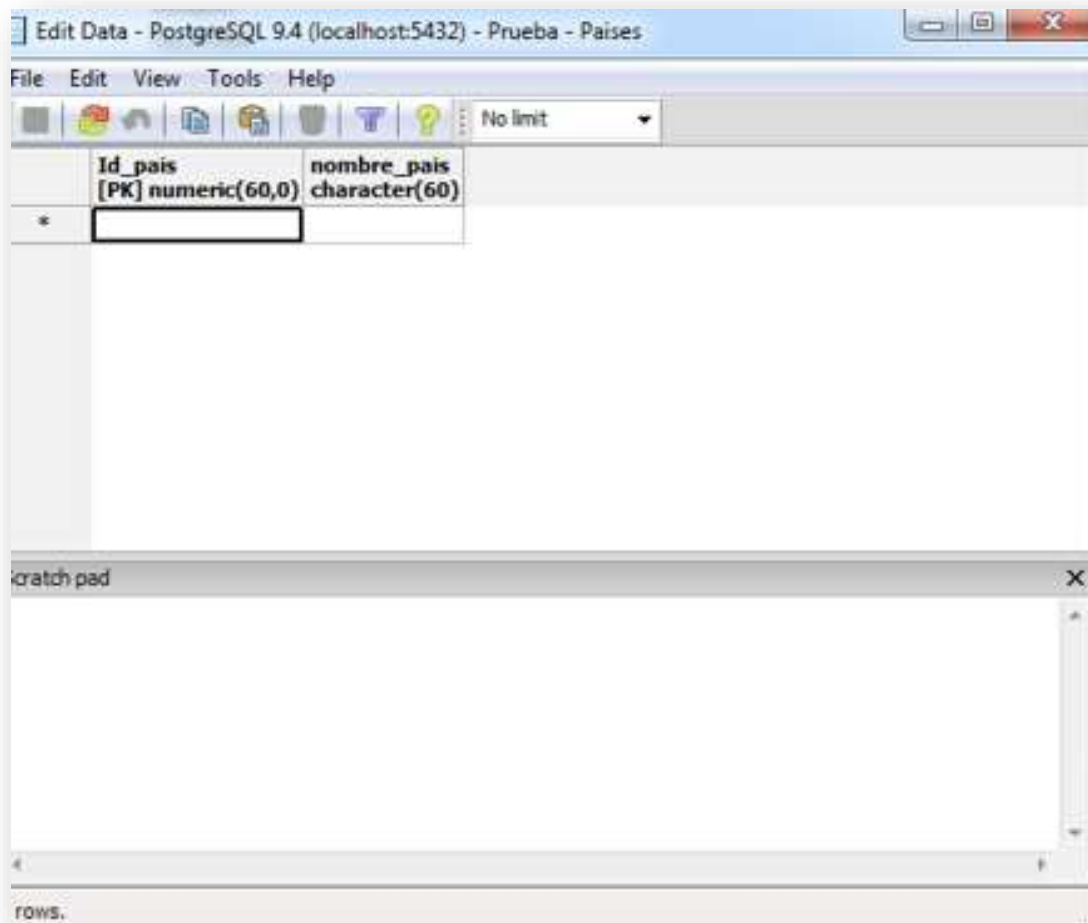 Edit Data - PostgreSQL 9.4 (localhost:5432) - Prueba - Paises
File Edit View Tools Help
No limit
Id_pais nombre_pais
[PK] numeric(60,0) character(60)
*
cratch pad
rows.